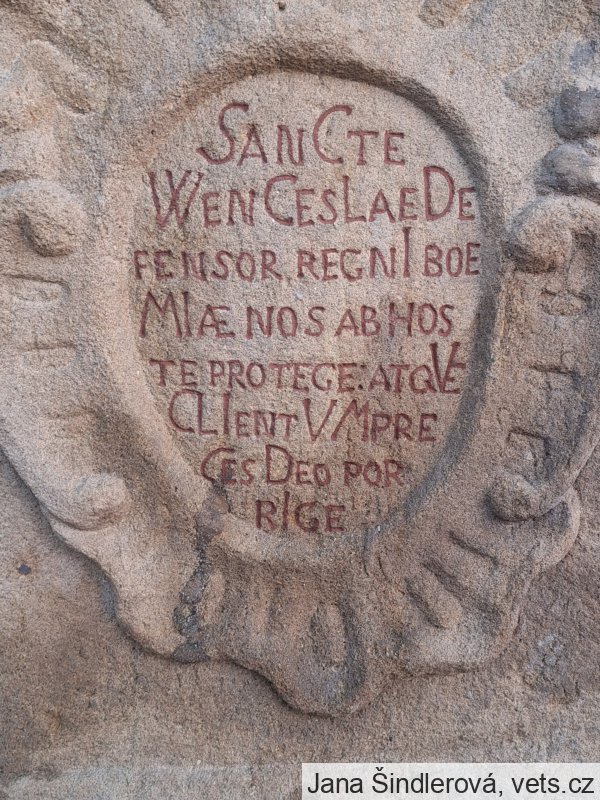 SANCTE
WENCESLAE DE
FENSOR REGNI BOE
MIÆ NOS AB HOS
TE PROTEGE: ATQVE
CLIENTVM PRE
CES DEO POR
RIGE
Jana Šindlerová, vets.cz